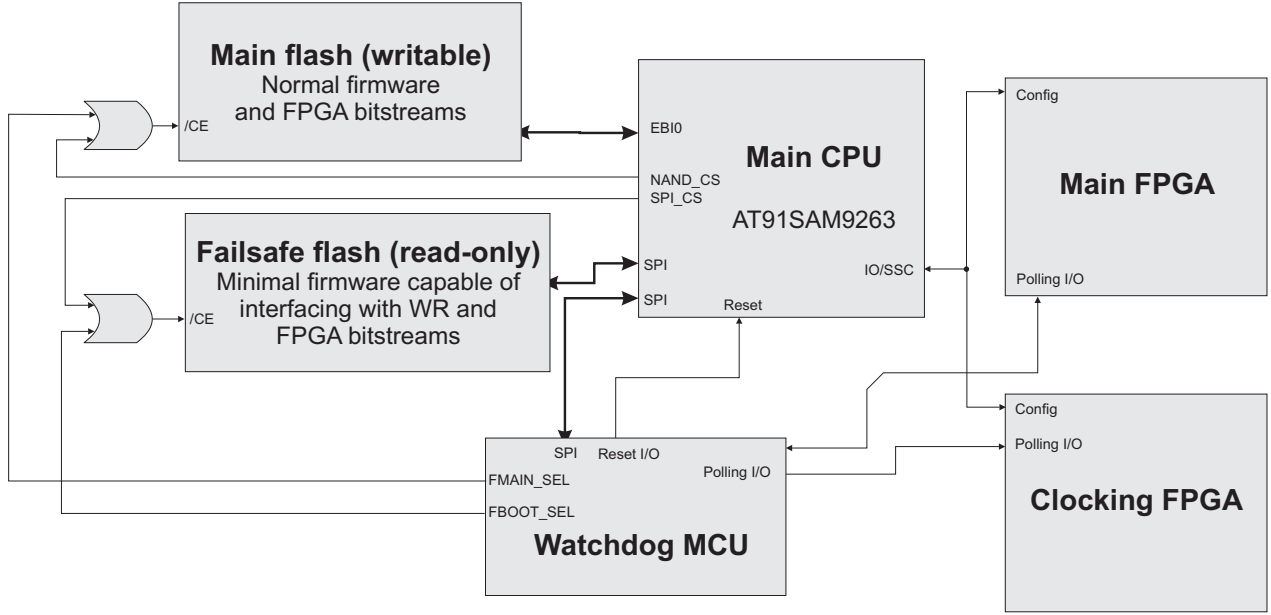 Main flash (writable)
Normal firmware
and FPGA bitstreams
/CE
EBI0
NAND_CS
SPI_CS
Main CPU
AT91SAM9263
SPI
SPI
IO/SSC
Reset
Config
Main FPGA
Polling I/O
Failsafe flash (read-only)
Minimal firmware capable of
interfacing with WR and
FPGA bitstreams
/CE
SPI
Reset I/O
Polling I/O
FMAIN_SEL
FBOOT_SEL
Watchdog MCU
Config
Polling I/O
Clocking FPGA